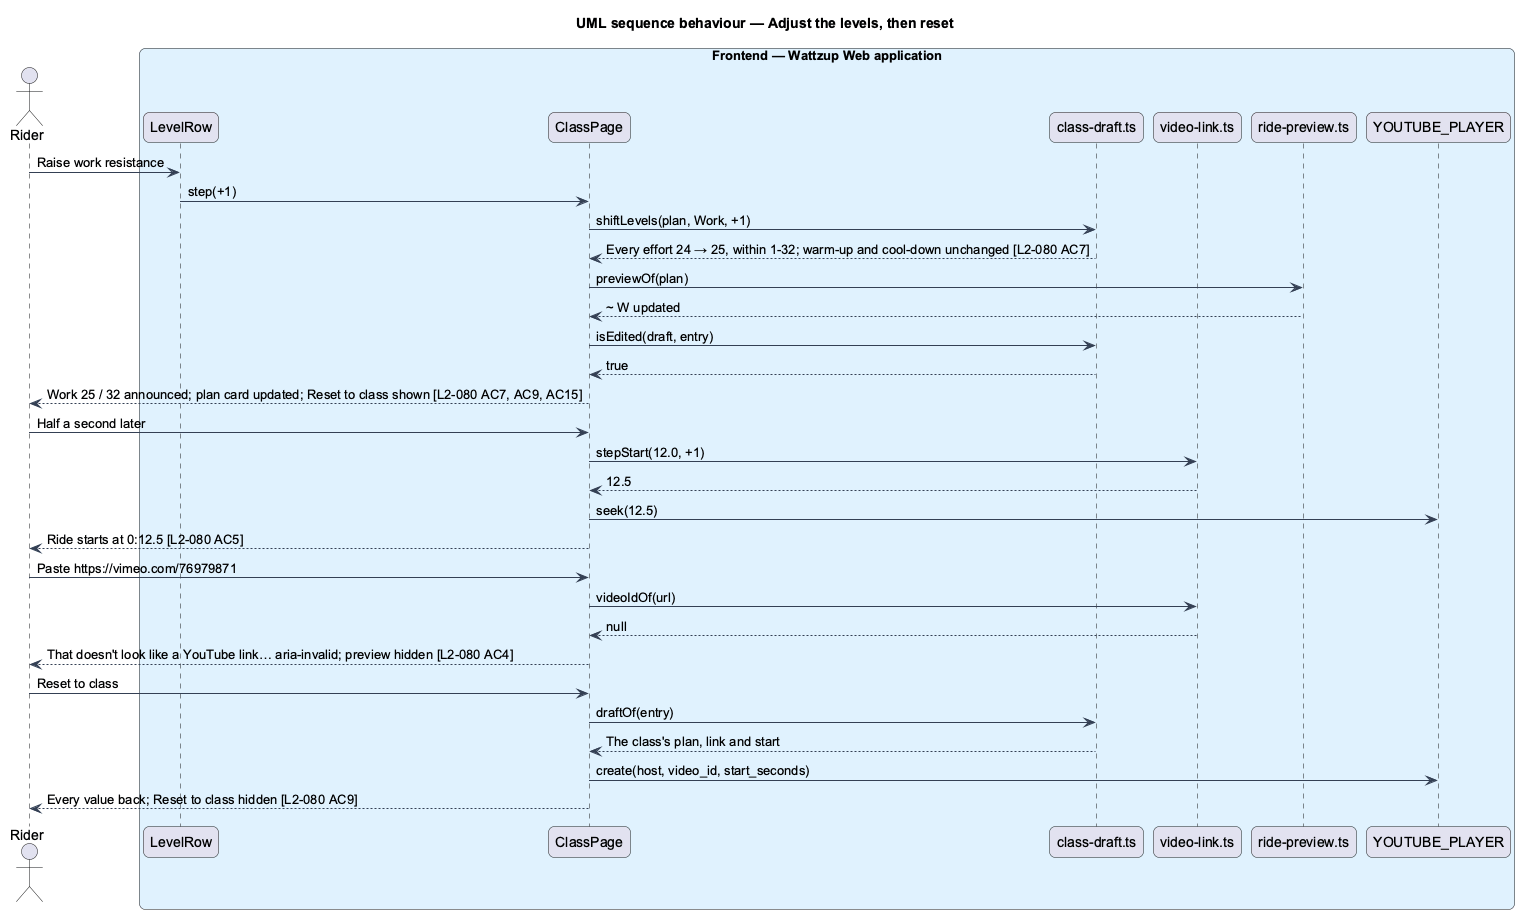 UML sequence behaviour — Adjust the levels, then reset
Frontend — Wattzup Web application
Rider
LevelRow
ClassPage
class-draft.ts
video-link.ts
ride-preview.ts
YOUTUBE_PLAYER
Raise work resistance
step(+1)
shiftLevels(plan, Work, +1)
Every effort 24 → 25, within 1-32; warm-up and cool-down unchanged [L2-080 AC7]
previewOf(plan)
~ W updated
isEdited(draft, entry)
true
Work 25 / 32 announced; plan card updated; Reset to class shown [L2-080 AC7, AC9, AC15]
Half a second later
stepStart(12.0, +1)
12.5
seek(12.5)
Ride starts at 0:12.5 [L2-080 AC5]
Paste https://vimeo.com/76979871
videoIdOf(url)
null
That doesn't look like a YouTube link… aria-invalid; preview hidden [L2-080 AC4]
Reset to class
draftOf(entry)
The class's plan, link and start
create(host, video_id, start_seconds)
Every value back; Reset to class hidden [L2-080 AC9]
Rider
LevelRow
ClassPage
class-draft.ts
video-link.ts
ride-preview.ts
YOUTUBE_PLAYER